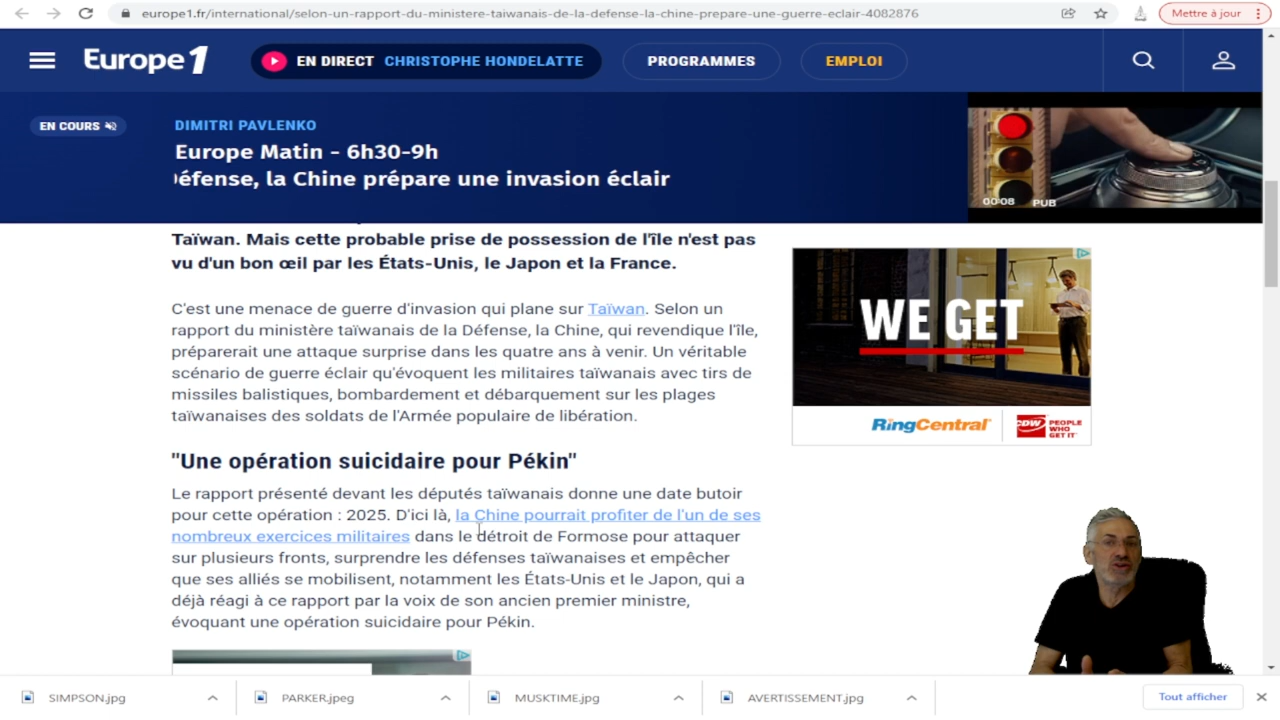 europe1.fr/international/selon-un-rapport-du-ministere-taiwanais-de-la-defense-la-chine-prepare-une-guerre-eclair-4082876
Mettre à jour
Europe 1
EN DIRECT CHRISTOPHE HONDELATTE
PROGRAMMES
EMPLOI
EN COURS
DIMITRI PAVLENKO
Europe Matin - 6h30-9h
éfense, la Chine prépare une invasion éclair
00:08 PUB
Taïwan. Mais cette probable prise de possession de l'île n'est pas
vu d'un bon œil par les États-Unis, le Japon et la France.
C'est une menace de guerre d'invasion qui plane sur Taïwan. Selon un
rapport du ministère taïwanais de la Défense, la Chine, qui revendique l'île,
préparerait une attaque surprise dans les quatre ans à venir. Un véritable
scénario de guerre éclair qu'évoquent les militaires taïwanais avec tirs de
missiles balistiques, bombardement et débarquement sur les plages
taïwanaises des soldats de l'Armée populaire de libération.
"Une opération suicidaire pour Pékin"
Le rapport présenté devant les députés taïwanais donne une date butoir
pour cette opération : 2025. D'ici là, la Chine pourrait profiter de l'un de ses
nombreux exercices militaires dans le détroit de Formose pour attaquer
sur plusieurs fronts, surprendre les défenses taïwanaises et empêcher
que ses alliés se mobilisent, notamment les États-Unis et le Japon, qui a
déjà réagi à ce rapport par la voix de son ancien premier ministre,
évoquant une opération suicidaire pour Pékin.
WE GET
RingCentral
CDW
PEOPLE
WHO
GET IT
SIMPSON.jpg
PARKER.jpeg
MUSKTIME.jpg
AVERTISSEMENT.jpg
Tout afficher